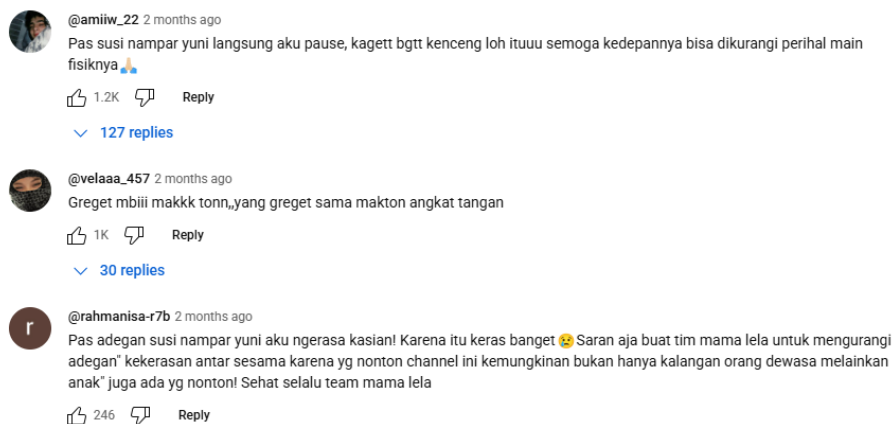 @amiiw_22 2 months ago
Pas susi nampar yuni langsung aku pause, kagett bgtt kenceng loh ituuu semoga kedepannya bisa dikurangi perihal main
fisiknya🙏🏻
1.2K Reply
127 replies
@velaaa_457 2 months ago
Greget mbiii makkk tonn,,yang greget sama makton angkat tangan
1K Reply
30 replies
r
@rahmanisa-r7b 2 months ago
Pas adegan susi nampar yuni aku ngerasa kasian! Karena itu keras banget 😢 Saran aja buat tim mama lela untuk mengurangi
adegan" kekerasan antar sesama karena yg nonton channel ini kemungkinan bukan hanya kalangan orang dewasa melainkan
anak" juga ada yg nonton! Sehat selalu team mama lela
246 Reply